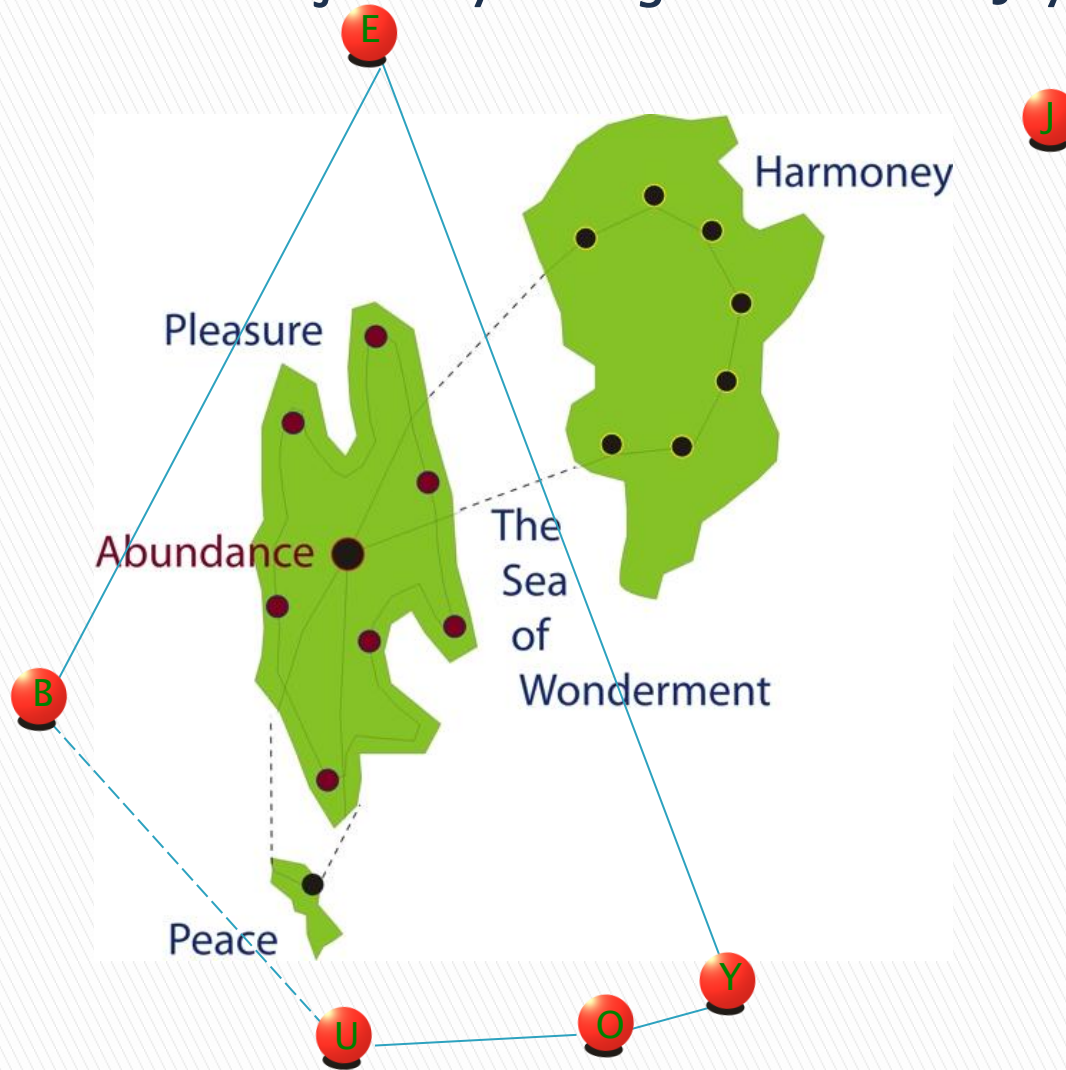 E
J
Harmoney
Pleasure
The
Abundance
Sea
of
B
Wonderment
Peace
Y
O
U